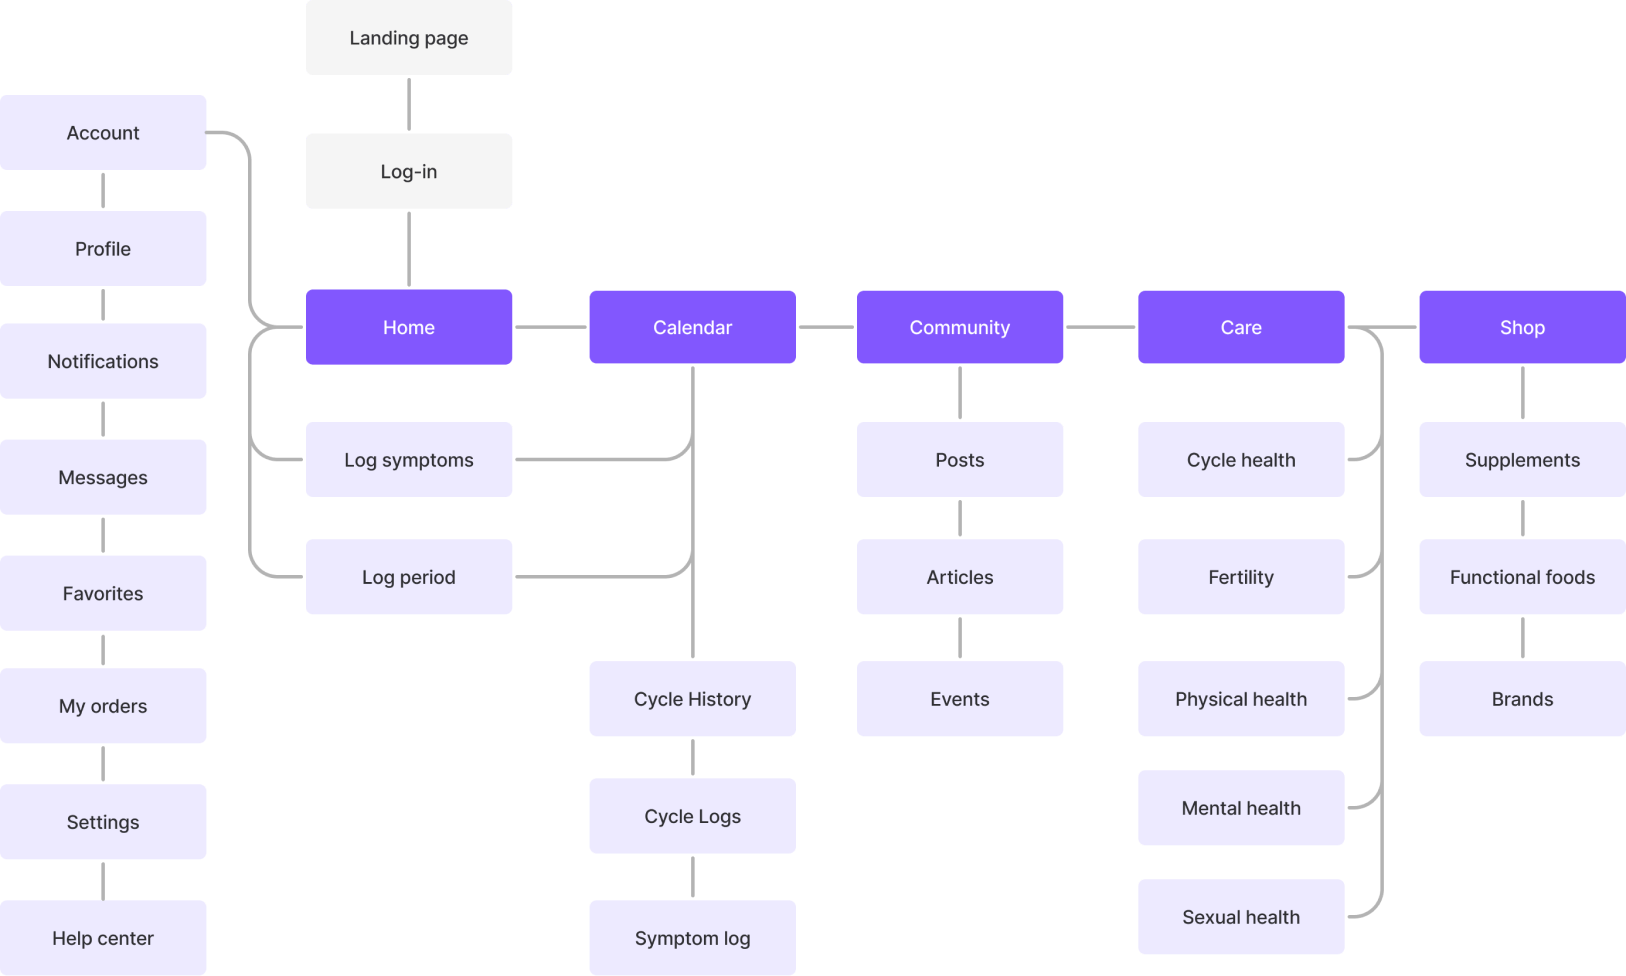 Landing page
Log-in
Account
Profile
Notifications
Messages
Favorites
My orders
Settings
Help center
Home
Log symptoms
Log period
Calendar
Cycle History
Cycle Logs
Symptom log
Community
Posts
Articles
Events
Care
Cycle health
Fertility
Physical health
Mental health
Sexual health
Shop
Supplements
Functional foods
Brands